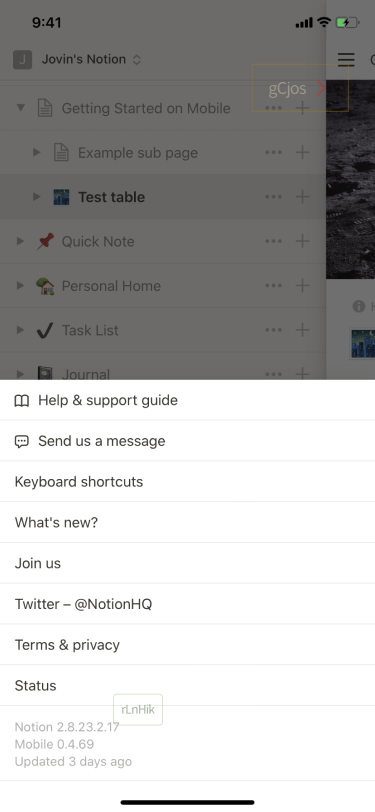 9:41
J Jovin's Notion
gCjos
Getting Started on Mobile
Example sub page
Test table
Quick Note
Personal Home
Task List
Journal
Help & support guide
Send us a message
Keyboard shortcuts
What's new?
Join us
Twitter – @NotionHQ
Terms & privacy
Status
rLnHik
Notion 2.8.23.2.17
Mobile 0.4.69
Updated 3 days ago